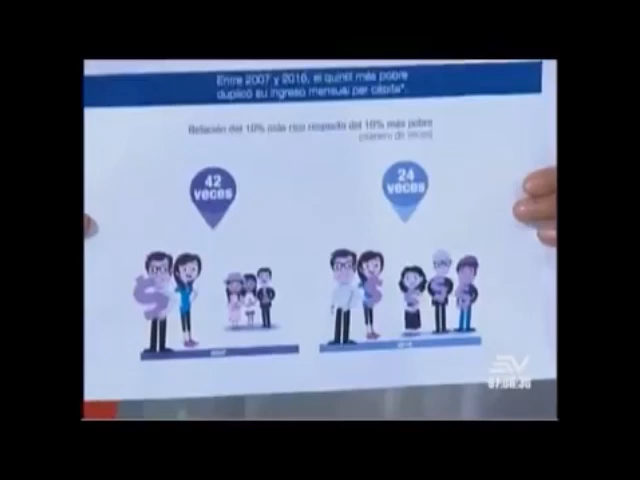 Entre 2007 y 2016, el quintil más pobre
duplicó su ingreso mensual per cápita*.
Relación del 10% más rico respecto del 10% más pobre
(número de veces)
42
veces
24
veces
2007